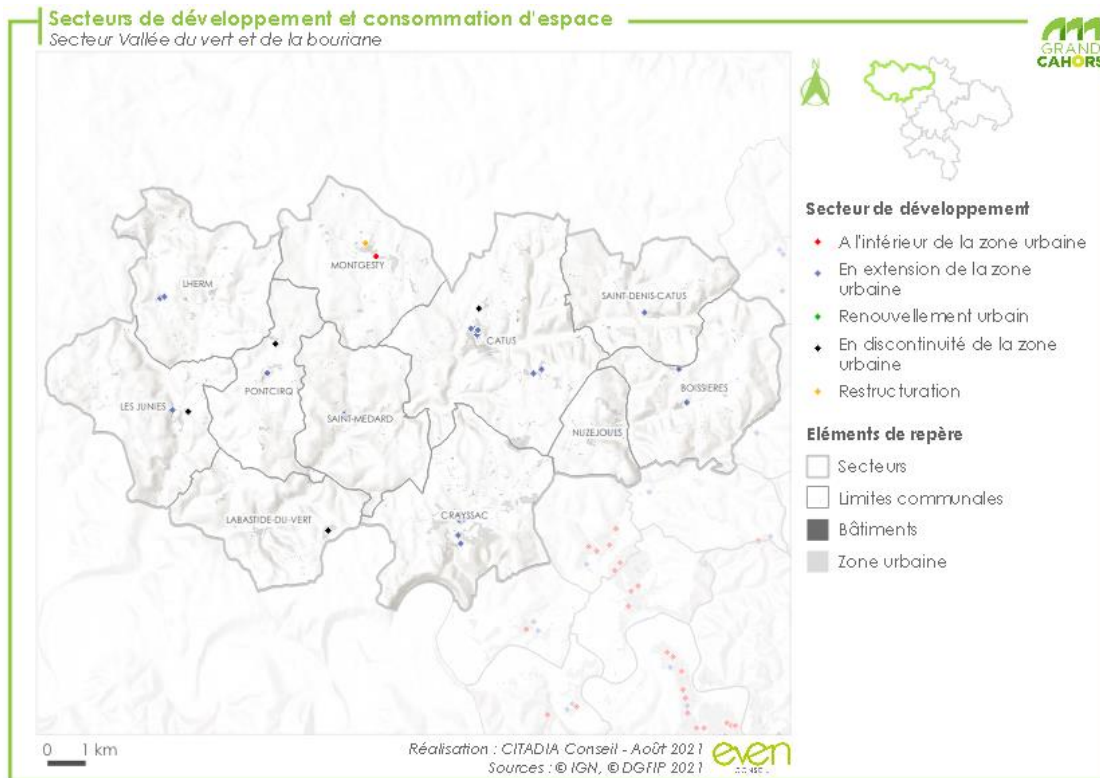 Secteurs de développement et consommation d'espace
Secteur Vallée du vert et de la bouriane
GRAND
CAHORS
N
Secteur de développement
A l'intérieur de la zone urbaine
En extension de la zone
urbaine
Renouvellement urbain
En discontinuité de la zone
urbaine
Restructuration
Eléments de repère
Secteurs
Limites communales
Bâtiments
Zone urbaine
MONTGESTY
LHERM
SAINT-DENIS-CATUS
CATUS
PONTCIRQ
BOISSIERES
LES JUNIES
SAINT-MEDARD
NUZEJOULS
LABASTIDE-DU-VERT
CRAYSSAC
0 1 km
Réalisation : CITADIA Conseil - Août 2021
Sources : © IGN, © DGFIP 2021
even
CONSEIL